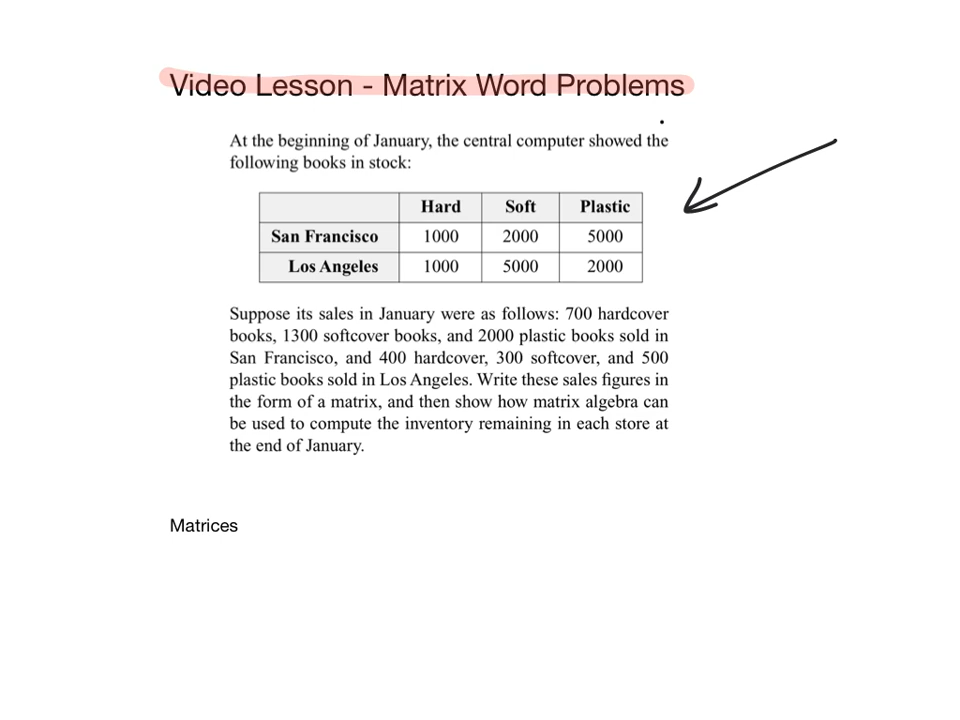 Video Lesson - Matrix Word Problems
At the beginning of January, the central computer showed the
following books in stock:
Hard Soft Plastic
San Francisco 1000 2000 5000
Los Angeles 1000 5000 2000
Suppose its sales in January were as follows: 700 hardcover
books, 1300 softcover books, and 2000 plastic books sold in
San Francisco, and 400 hardcover, 300 softcover, and 500
plastic books sold in Los Angeles. Write these sales figures in
the form of a matrix, and then show how matrix algebra can
be used to compute the inventory remaining in each store at
the end of January.
Matrices